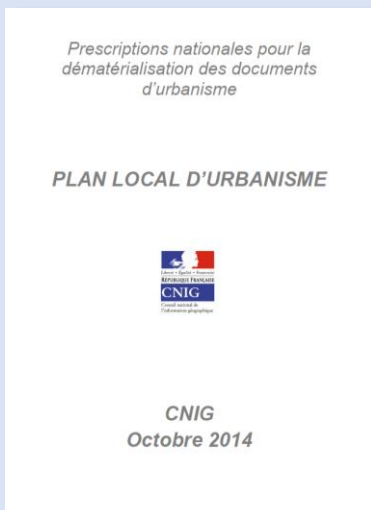 Prescriptions nationales pour la
dématérialisation des documents
d'urbanisme
PLAN LOCAL D'URBANISME
Liberté • Égalité • Fraternité
RÉPUBLIQUE FRANÇAISE
CNIG
Conseil national de
l'information géographique
CNIG
Octobre 2014